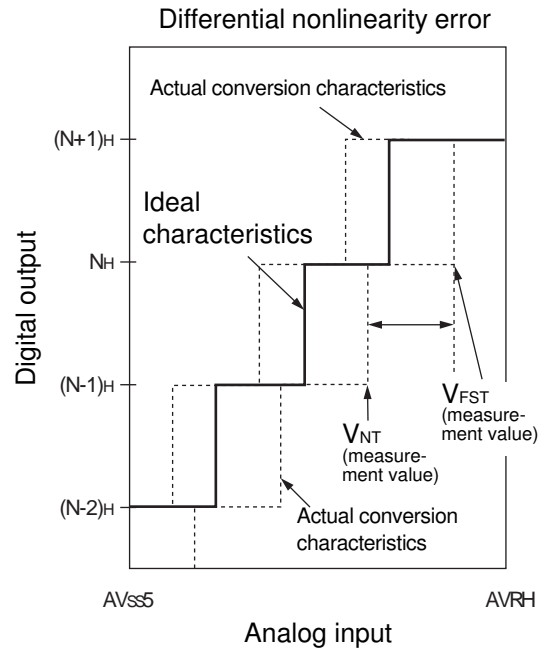 Differential nonlinearity error
Actual conversion characteristics
(N+1)H
Ideal
characteristics
NH
Digital output
(N-1)H
VFST
(measure-
ment value)
VNT
(measure-
ment value)
(N-2)H
Actual conversion
characteristics
AVss5
AVRH
Analog input